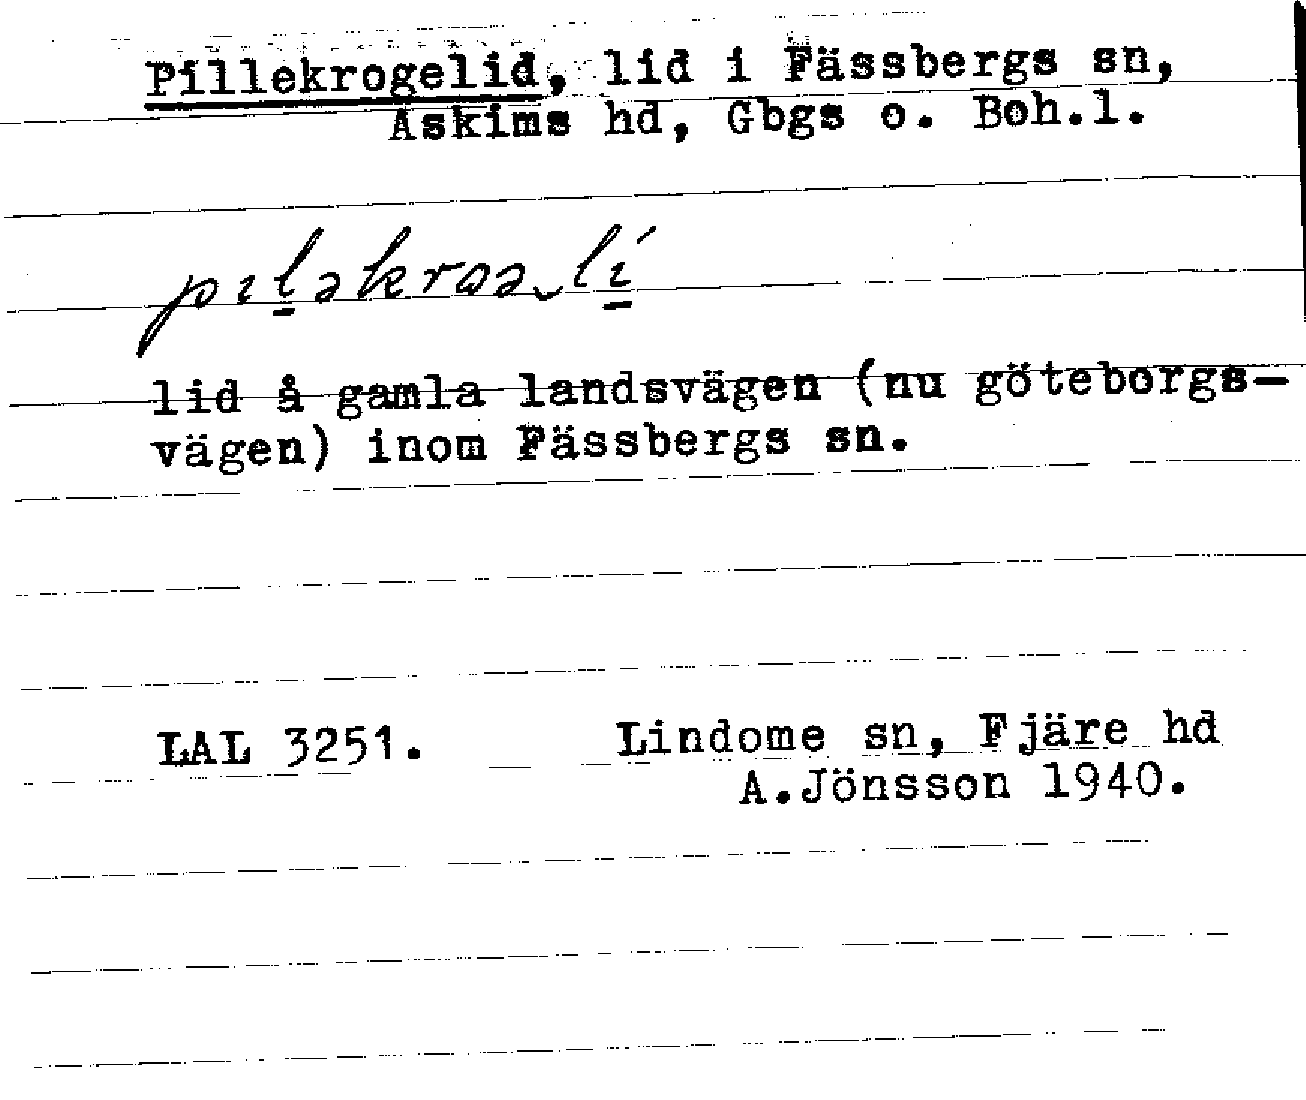 Pillekrogelid, lid i Fässbergs sn,
Askims hd, Gbgs o. Boh.l.
lid å gamla landsvägen (nu göteborgs-
vägen) inom Fässbergs sn.
LAL 3251. Lindome sn, Fjäre hd
A.Jönsson 1940.